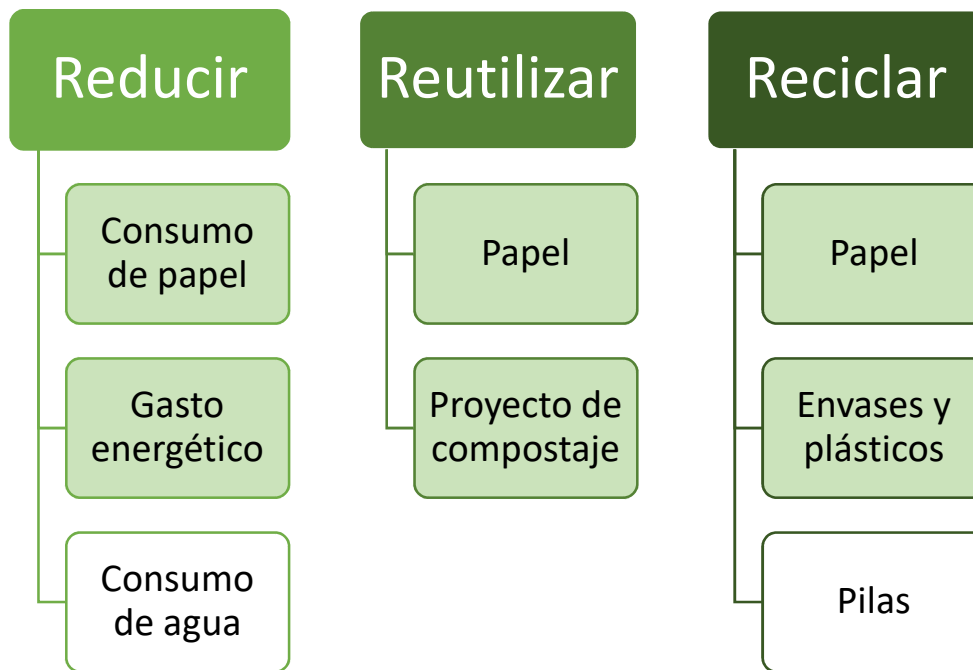 Reducir
Consumo
de papel
Gasto
energético
Consumo
de agua
Reutilizar
Papel
Proyecto de
compostaje
Reciclar
Papel
Envases y
plásticos
Pilas